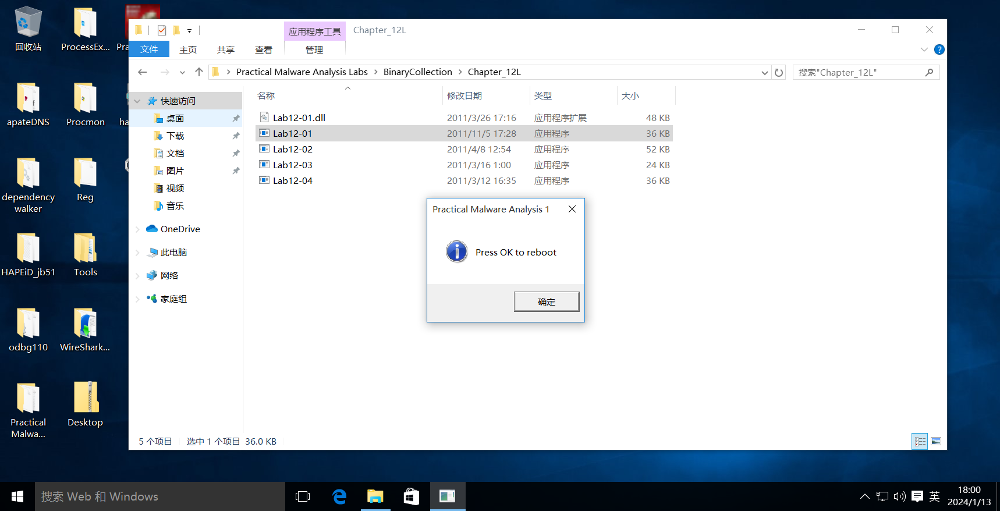 回收站
ProcessEx...
Pra
apateDNS
Procmon
ha
dependency
walker
Reg
HAPEiD_jb51
Tools
odbg110
WireShark...
Practical
Malwa...
Desktop
应用程序工具
Chapter_12L
文件
主页
共享
查看
管理
?
Practical Malware Analysis Labs
BinaryCollection
Chapter_12L
搜索"Chapter_12L"
快速访问
桌面
下载
文档
图片
视频
音乐
OneDrive
此电脑
网络
家庭组
名称 修改日期 类型 大小
Lab12-01.dll 2011/3/26 17:16 应用程序扩展 48 KB
Lab12-01 2011/11/5 17:28 应用程序 36 KB
Lab12-02 2011/4/8 12:54 应用程序 52 KB
Lab12-03 2011/3/16 1:00 应用程序 24 KB
Lab12-04 2011/3/12 16:35 应用程序 36 KB
Practical Malware Analysis 1
Press OK to reboot
确定
5 个项目 选中 1 个项目 36.0 KB
搜索 Web 和 Windows
英
18:00
2024/1/13